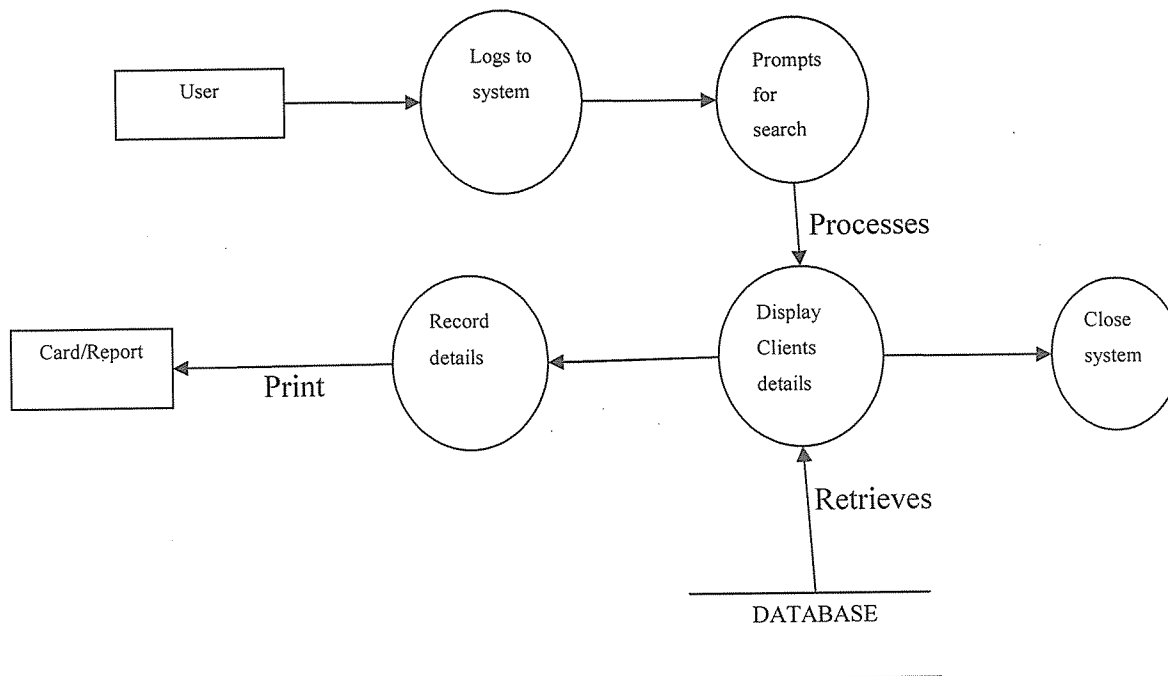 User
Logs to
system
Prompts
for
search
Processes
Card/Report
Print
Record
details
Display
Clients
details
Close
system
Retrieves
DATABASE